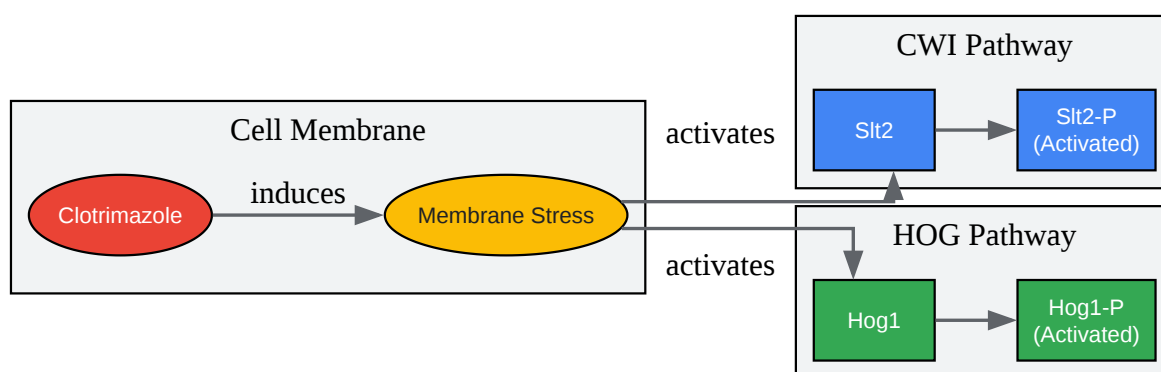 Cell Membrane
Clotrimazole
induces
Membrane Stress
activates
activates
CWI Pathway
Slt2
Slt2-P
(Activated)
HOG Pathway
Hog1
Hog1-P
(Activated)